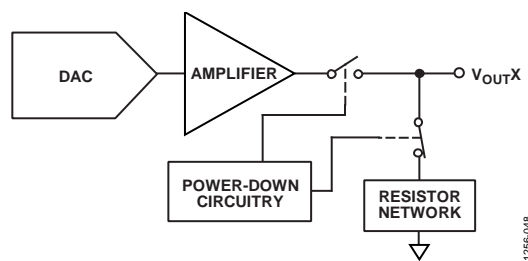 DAC
AMPLIFIER
VOUTX
POWER-DOWN
CIRCUITRY
RESISTOR
NETWORK